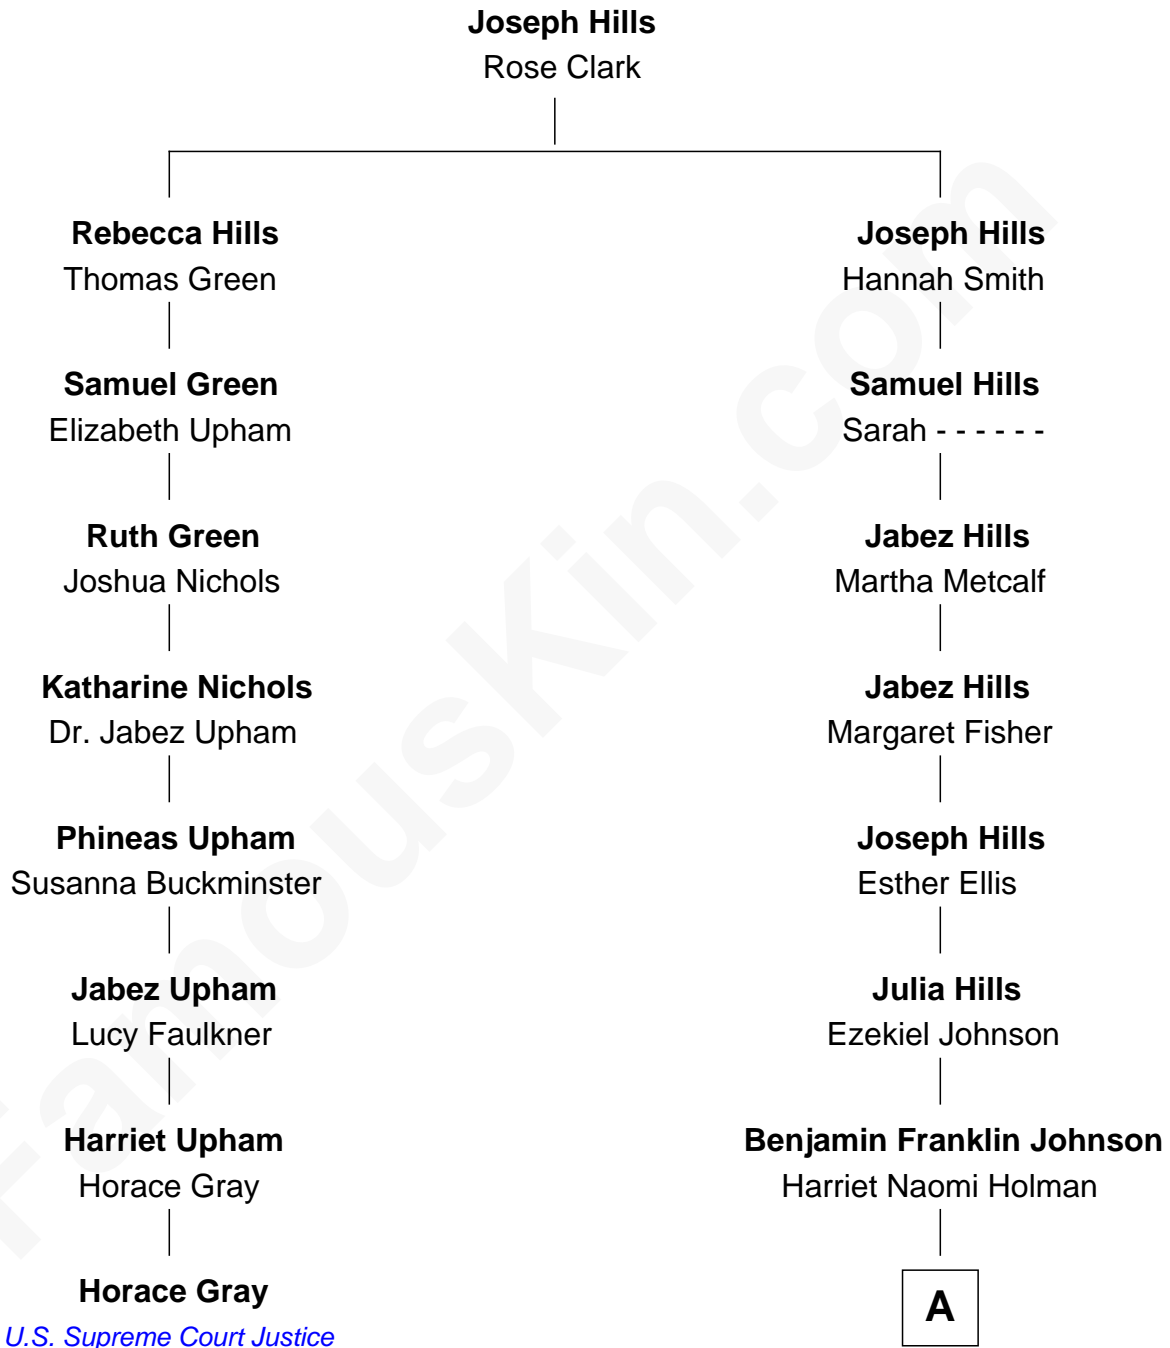 Joseph Hills
Rose Clark
Rebecca Hills
Thomas Green
Joseph Hills
Hannah Smith
Samuel Green
Elizabeth Upham
Samuel Hills
Sarah - - - - - -
Ruth Green
Joshua Nichols
Jabez Hills
Martha Metcalf
Katharine Nichols
Dr. Jabez Upham
Jabez Hills
Margaret Fisher
Phineas Upham
Susanna Buckminster
Joseph Hills
Esther Ellis
Jabez Upham
Lucy Faulkner
Julia Hills
Ezekiel Johnson
Harriet Upham
Horace Gray
Benjamin Franklin Johnson
Harriet Naomi Holman
Horace Gray
U.S. Supreme Court Justice
A
FamousKin.com